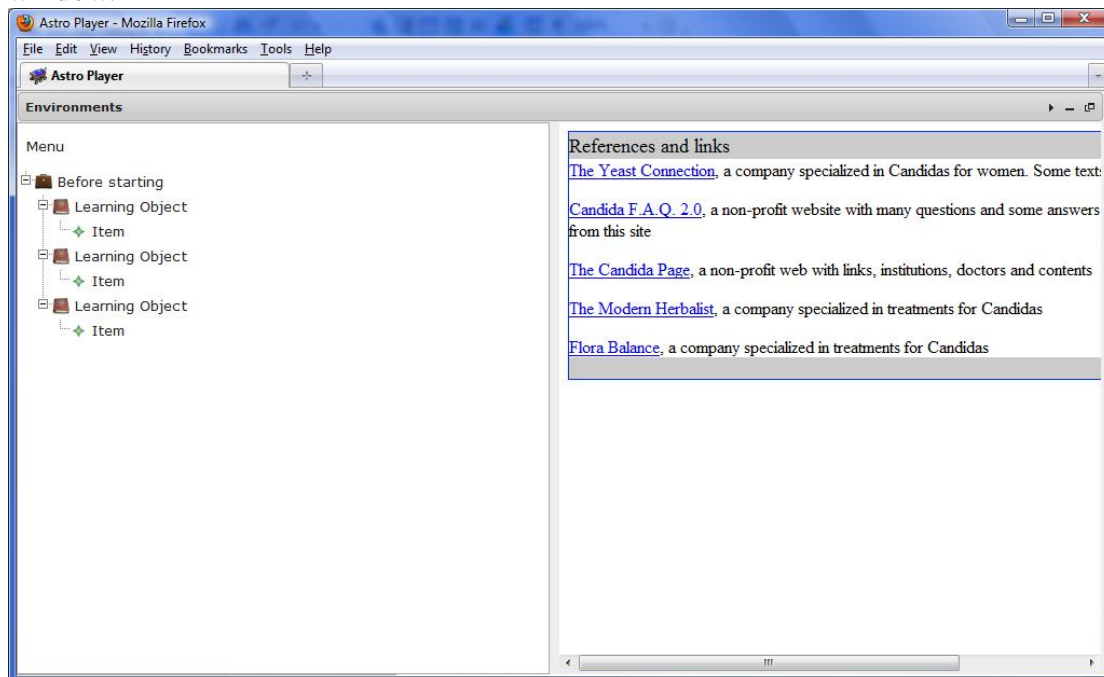 Astro Player - Mozilla Firefox
File Edit View History Bookmarks Tools Help
Astro Player
Environments
Menu
Before starting
Learning Object
Item
Learning Object
Item
Learning Object
Item
References and links
The Yeast Connection, a company specialized in Candidas for women. Some text
Candida F.A.Q. 2.0, a non-profit website with many questions and some answers
from this site
The Candida Page, a non-profit web with links, institutions, doctors and contents
The Modern Herbalist, a company specialized in treatments for Candidas
Flora Balance, a company specialized in treatments for Candidas